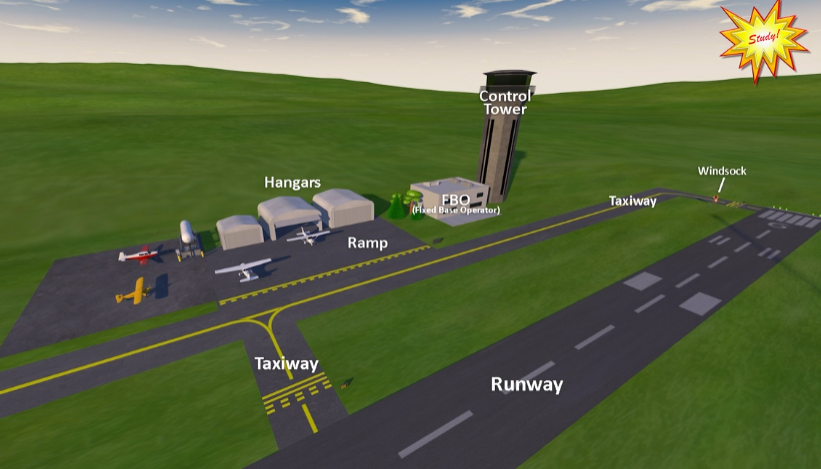 Study!
Control
Tower
Windsock
Hangars
Taxiway
FBO
(Fixed Base Operator)
Ramp
Taxiway
Runway